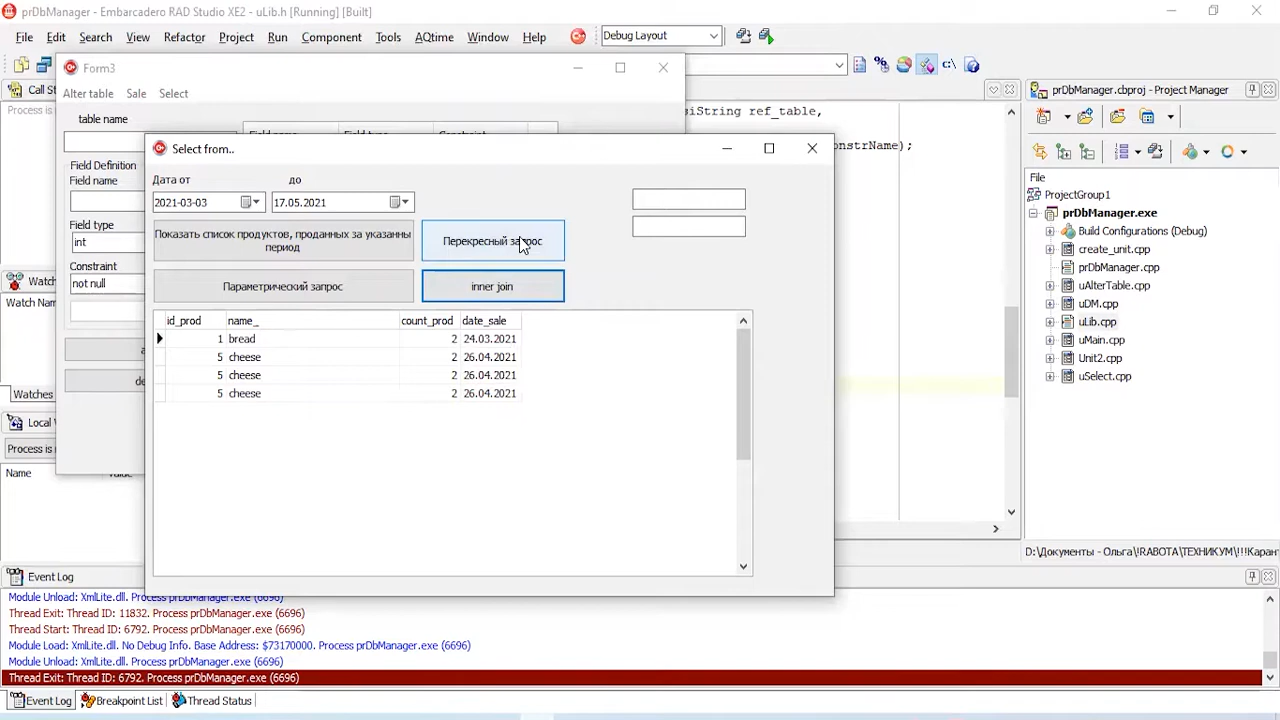 prDbManager - Embarcadero RAD Studio XE2 - uLib.h [Running] [Built]
File Edit Search View Refactor Project Run Component Tools AQtime Window Help Debug Layout
Form3
Alter table Sale Select
table name
Field Definition
Field name
Field type
int
Constraint
not null
Select from..
Дата от до
2021-03-03 17.05.2021
Показать список продуктов, проданных за указанны
период
Перекресный запрос
Параметрический запрос
inner join
id_prod name_ count_prod date_sale
1 bread 2 24.03.2021
5 cheese 2 26.04.2021
5 cheese 2 26.04.2021
5 cheese 2 26.04.2021
siString ref_table,
onstrName);
prDbManager.cbproj - Project Manager
File
ProjectGroup1
prDbManager.exe
Build Configurations (Debug)
create_unit.cpp
prDbManager.cpp
uAlterTable.cpp
uDM.cpp
uLib.cpp
uMain.cpp
Unit2.cpp
uSelect.cpp
D:\Документы - Ольга\!RABOTA\ТЕХНИКУМ\!!!Каран
Call St
Process is
Watch
Watch Name
Watches
Local
Process is
Name Value
Event Log
Module Unload: XmlLite.dll. Process prDbManager.exe (6696)
Thread Exit: Thread ID: 11832. Process prDbManager.exe (6696)
Thread Start: Thread ID: 6792. Process prDbManager.exe (6696)
Module Load: XmlLite.dll. No Debug Info. Base Address: $73170000. Process prDbManager.exe (6696)
Module Unload: XmlLite.dll. Process prDbManager.exe (6696)
Thread Exit: Thread ID: 6792. Process prDbManager.exe (6696)
Event Log Breakpoint List Thread Status